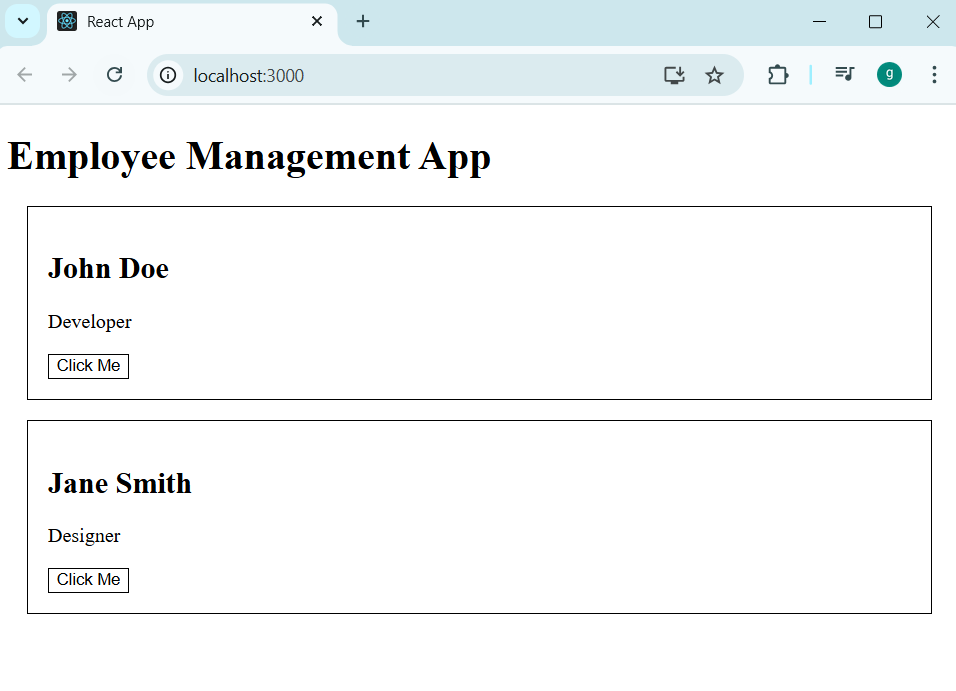 React App
localhost:3000
g
Employee Management App
John Doe
Developer
Click Me
Jane Smith
Designer
Click Me